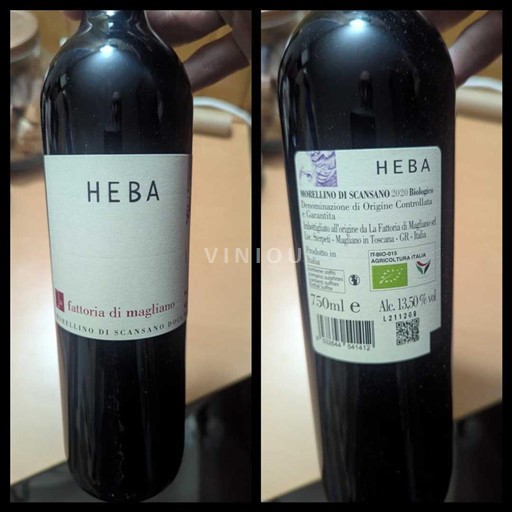 HEBA
fattoria di magliano
MORELLINO DI SCANSANO DOCG
VINIOU
HEBA
MORELLINO DI SCANSANO 2020 Biologico
Denominazione di Origine Controllata
e Garantita
Imbottigliato all'origine da La Fattoria di Magliano srl
Loc. Sterpeti - Magliano in Toscana - GR - Italia
Prodotto in
Italia
IT-BIO-015
AGRICOLTURA ITALIA
750ml e
Alc. 13,50% vol
L211209